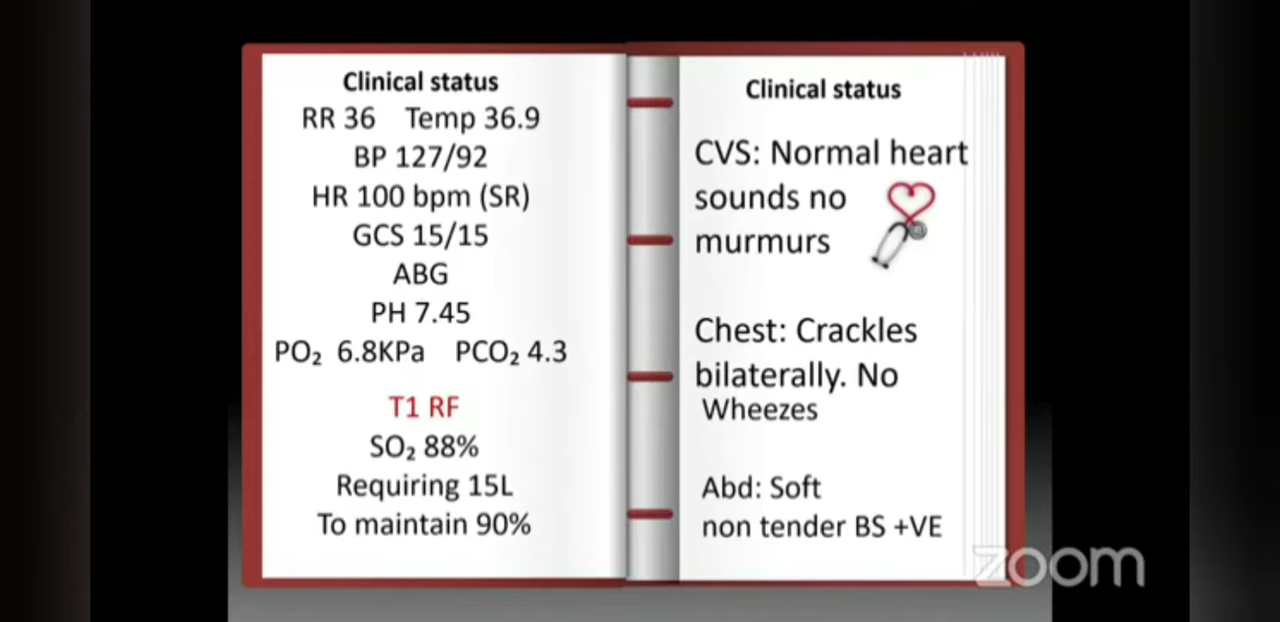 Clinical status
RR 36 Temp 36.9
BP 127/92
HR 100 bpm (SR)
GCS 15/15
ABG
PH 7.45
PO₂ 6.8KPa PCO₂ 4.3
T1 RF
SO₂ 88%
Requiring 15L
To maintain 90%
Clinical status
CVS: Normal heart
sounds no
murmurs
Chest: Crackles
bilaterally. No
Wheezes
Abd: Soft
non tender BS +VE
zoom